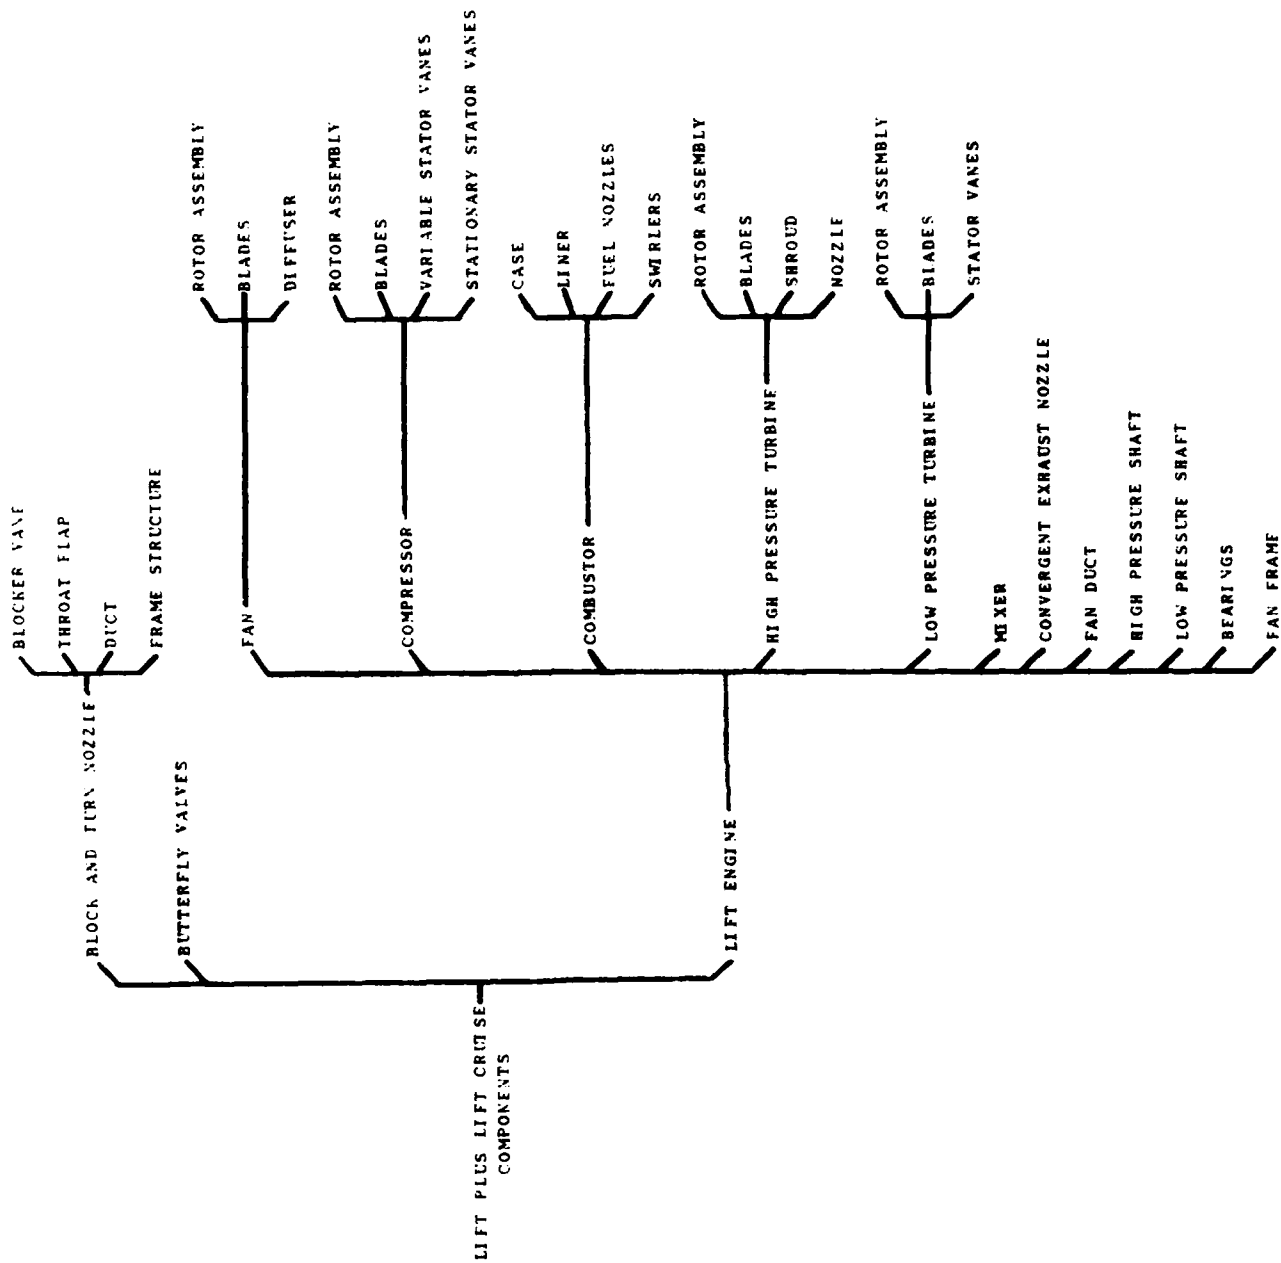 LIFT PLUS LIFT CRUISE
COMPONENTS
BLOCK AND TURN NOZZLE
BLOCKER VANE
THROAT FLAP
DUCT
FRAME STRUCTURE
BUTTERFLY VALVES
LIFT ENGINE
FAN
ROTOR ASSEMBLY
BLADES
DIFFUSER
COMPRESSOR
ROTOR ASSEMBLY
BLADES
VARIABLE STATOR VANES
STATIONARY STATOR VANES
COMBUSTOR
CASE
LINER
FUEL NOZZLES
SWIRLERS
HIGH PRESSURE TURBINE
ROTOR ASSEMBLY
BLADES
SHROUD
NOZZLE
LOW PRESSURE TURBINE
ROTOR ASSEMBLY
BLADES
STATOR VANES
MIXER
CONVERGENT EXHAUST NOZZLE
FAN DUCT
HIGH PRESSURE SHAFT
LOW PRESSURE SHAFT
BEARINGS
FAN FRAME